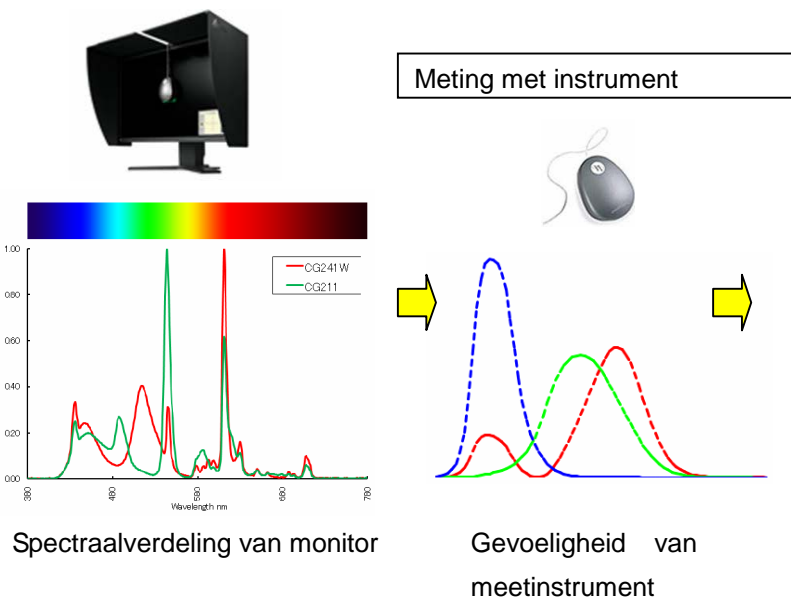 Meting met instrument
1.00
0.80
0.60
0.40
0.20
0.00
CG241W
CG211
380
480
580
680
780
Wavelength nm
Spectraalverdeling van monitor
Gevoeligheid van
meetinstrument